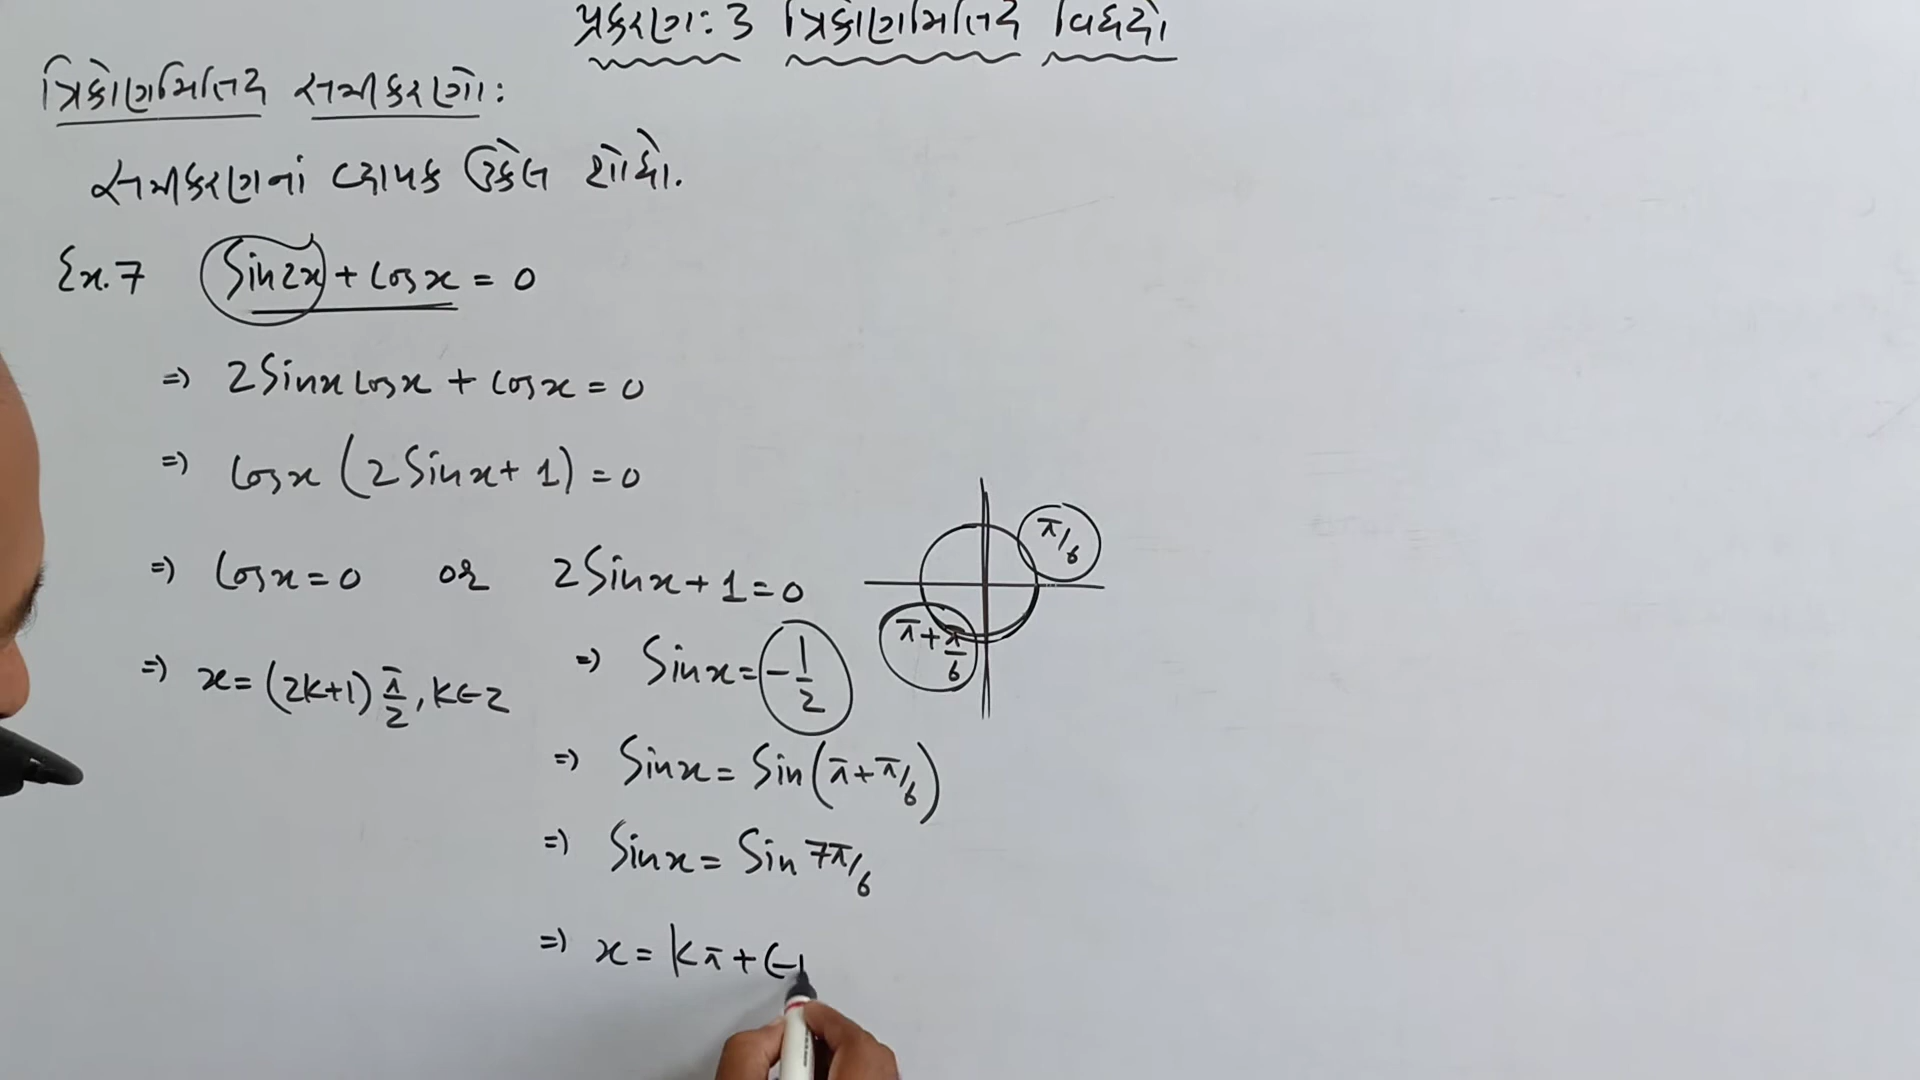 પ્રકરણ: 3 ત્રિકોણમિતિય વિધેયો
ત્રિકોણમિતિય સમીકરણો:
સમીકરણનાં વ્યાપક ઉકેલ શોધો.
Ex.7 Sin2x + Cosx = 0
⇒ 2Sinx Cosx + Cosx = 0
⇒ Cosx (2Sinx + 1) = 0
⇒ Cosx = 0 or 2Sinx + 1 = 0
π/6
π + π/6
⇒ x = (2k+1) π/2, k ∈ Z
⇒ Sinx = -1/2
⇒ Sinx = Sin(π + π/6)
⇒ Sinx = Sin 7π/6
⇒ x = kπ + (-1